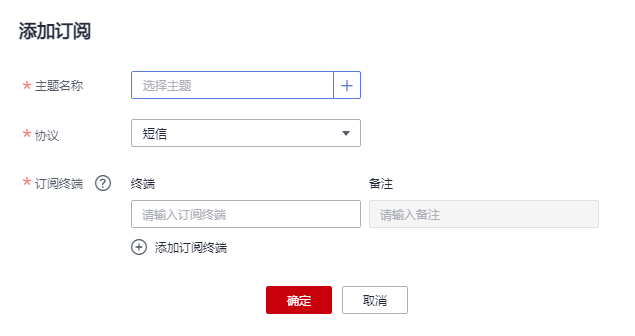 添加订阅
* 主题名称 选择主题 +
* 协议 短信
* 订阅终端 ? 终端 备注
请输入订阅终端 请输入备注
添加订阅终端
确定 取消